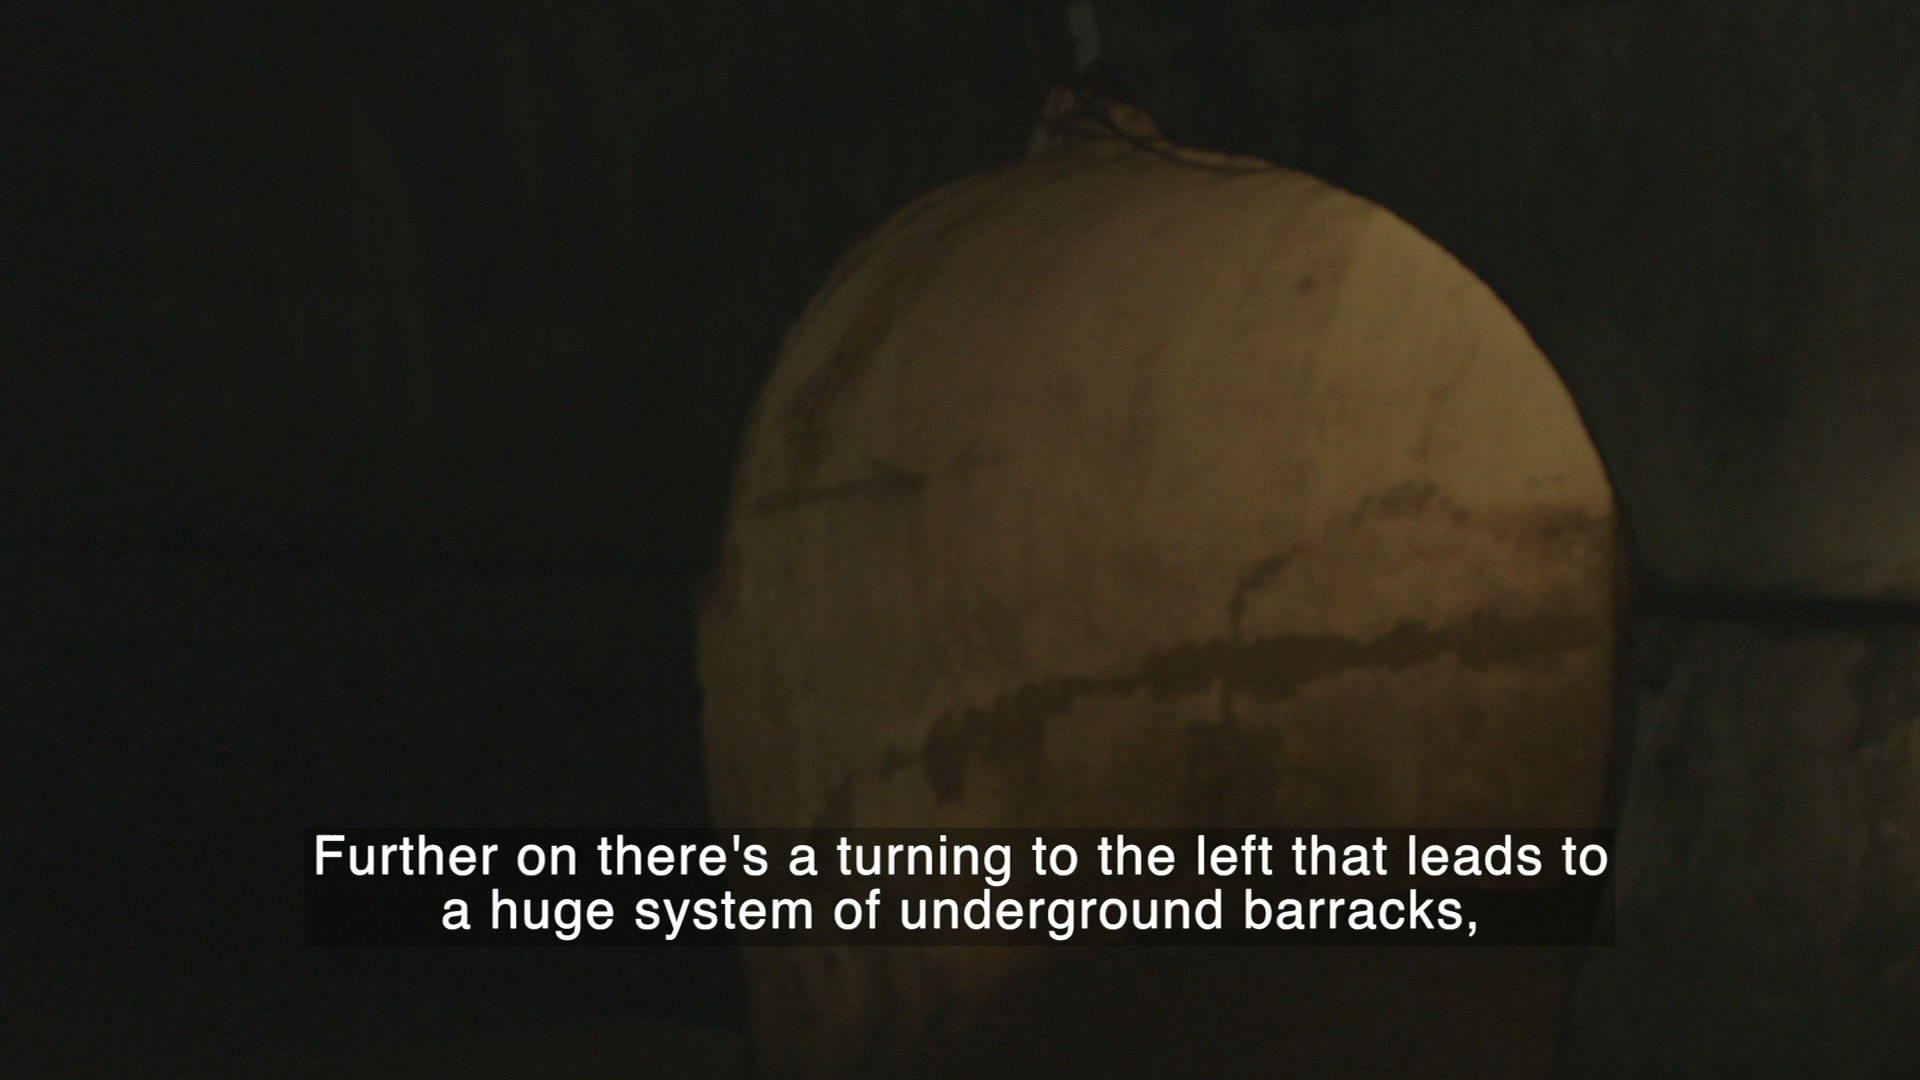 Further on there's a turning to the left that leads to
a huge system of underground barracks,